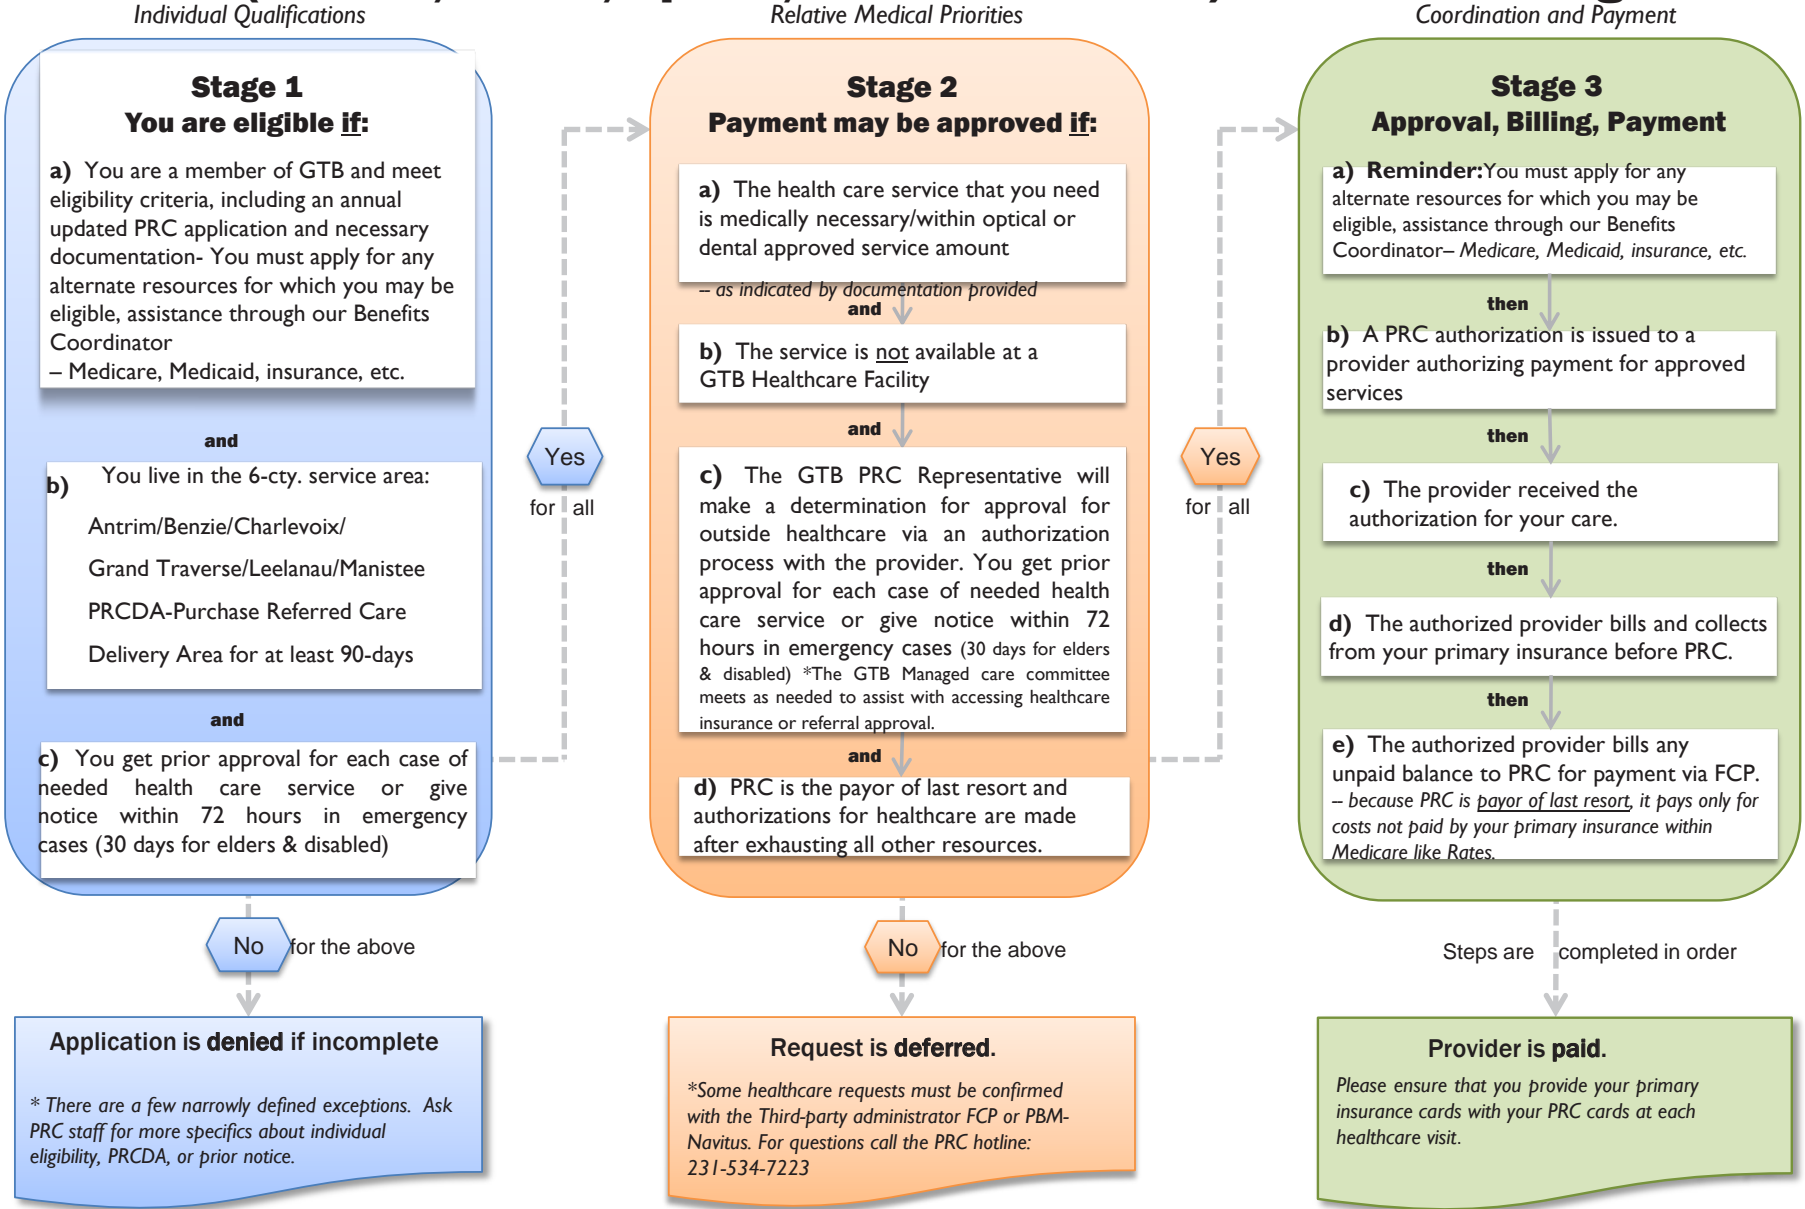 Individual Qualifications
Relative Medical Priorities
Coordination and Payment
Stage 1
You are eligible if:
a) You are a member of GTB and meet
eligibility criteria, including an annual
updated PRC application and necessary
documentation- You must apply for any
alternate resources for which you may be
eligible, assistance through our Benefits
Coordinator
– Medicare, Medicaid, insurance, etc.
and
b) You live in the 6-cty. service area:
Antrim/Benzie/Charlevoix/
Grand Traverse/Leelanau/Manistee
PRCDA-Purchase Referred Care
Delivery Area for at least 90-days
and
c) You get prior approval for each case of
needed health care service or give
notice within 72 hours in emergency
cases (30 days for elders & disabled)
No for the above
Application is denied if incomplete
* There are a few narrowly defined exceptions. Ask
PRC staff for more specifics about individual
eligibility, PRCDA, or prior notice.
Yes
for all
Stage 2
Payment may be approved if:
a) The health care service that you need
is medically necessary/within optical or
dental approved service amount
-- as indicated by documentation provided
and
b) The service is not available at a
GTB Healthcare Facility
and
c) The GTB PRC Representative will
make a determination for approval for
outside healthcare via an authorization
process with the provider. You get prior
approval for each case of needed health
care service or give notice within 72
hours in emergency cases (30 days for elders
& disabled) *The GTB Managed care committee
meets as needed to assist with accessing healthcare
insurance or referral approval.
and
d) PRC is the payor of last resort and
authorizations for healthcare are made
after exhausting all other resources.
No for the above
Request is deferred.
*Some healthcare requests must be confirmed
with the Third-party administrator FCP or PBM-
Navitus. For questions call the PRC hotline:
231-534-7223
Yes
for all
Stage 3
Approval, Billing, Payment
a) Reminder:You must apply for any
alternate resources for which you may be
eligible, assistance through our Benefits
Coordinator– Medicare, Medicaid, insurance, etc.
then
b) A PRC authorization is issued to a
provider authorizing payment for approved
services
then
c) The provider received the
authorization for your care.
then
d) The authorized provider bills and collects
from your primary insurance before PRC.
then
e) The authorized provider bills any
unpaid balance to PRC for payment via FCP.
-- because PRC is payor of last resort, it pays only for
costs not paid by your primary insurance within
Medicare like Rates.
Steps are completed in order
Provider is paid.
Please ensure that you provide your primary
insurance cards with your PRC cards at each
healthcare visit.